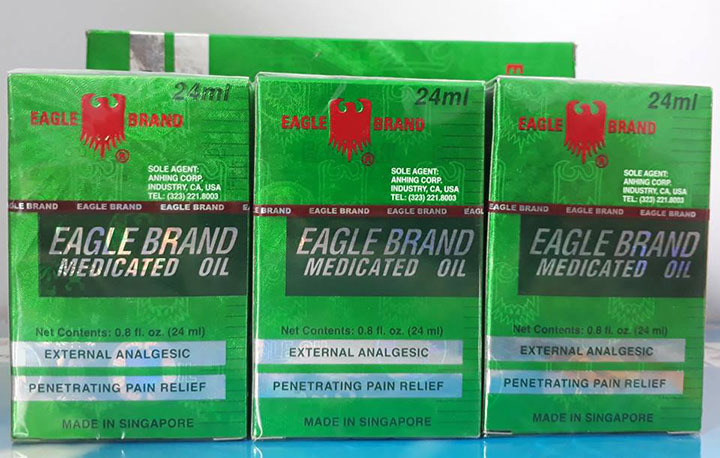 24ml
EAGLE BRAND
®
SOLE AGENT:
ANHING CORP.
INDUSTRY, CA, USA
TEL: (323) 221.8003
LE BRAND EAGLE BRAND EAGLE BRAND
EAGLE BRAND
MEDICATED OIL
Net Contents: 0.8 fl. oz. (24 ml)
EXTERNAL ANALGESIC
PENETRATING PAIN RELIEF
MADE IN SINGAPORE
24ml
EAGLE BRAND
®
SOLE AGENT:
ANHING CORP.
INDUSTRY, CA, USA
TEL: (323) 221.8003
LE BRAND EAGLE BRAND EAGLE BRAND
EAGLE BRAND
MEDICATED OIL
Net Contents: 0.8 fl. oz. (24 ml)
EXTERNAL ANALGESIC
PENETRATING PAIN RELIEF
MADE IN SINGAPORE
24ml
EAGLE BRAND
®
SOLE AGENT:
ANHING CORP.
INDUSTRY, CA, USA
TEL: (323) 221.8003
BRAND EAGLE BRAND EAGLE BRAND
EAGLE BRAND
MEDICATED OIL
Net Contents: 0.8 fl. oz. (24 ml)
EXTERNAL ANALGESIC
PENETRATING PAIN RELIEF
MADE IN SINGAPORE